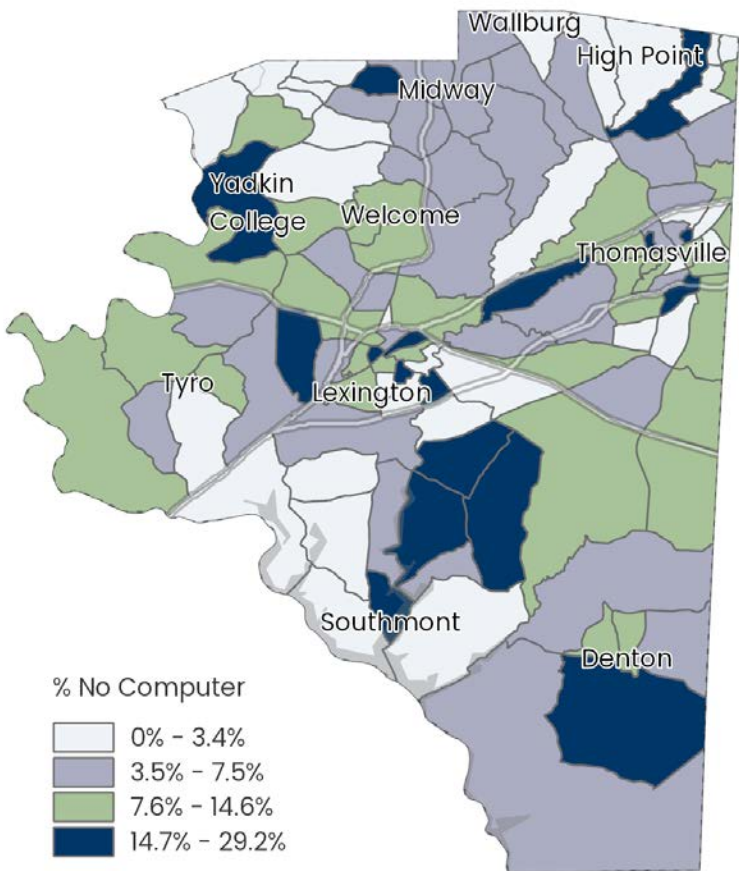 Wallburg
High Point
Midway
Yadkin
College
Welcome
Thomasville
Tyro
Lexington
Southmont
Denton
% No Computer
0% - 3.4%
3.5% - 7.5%
7.6% - 14.6%
14.7% - 29.2%